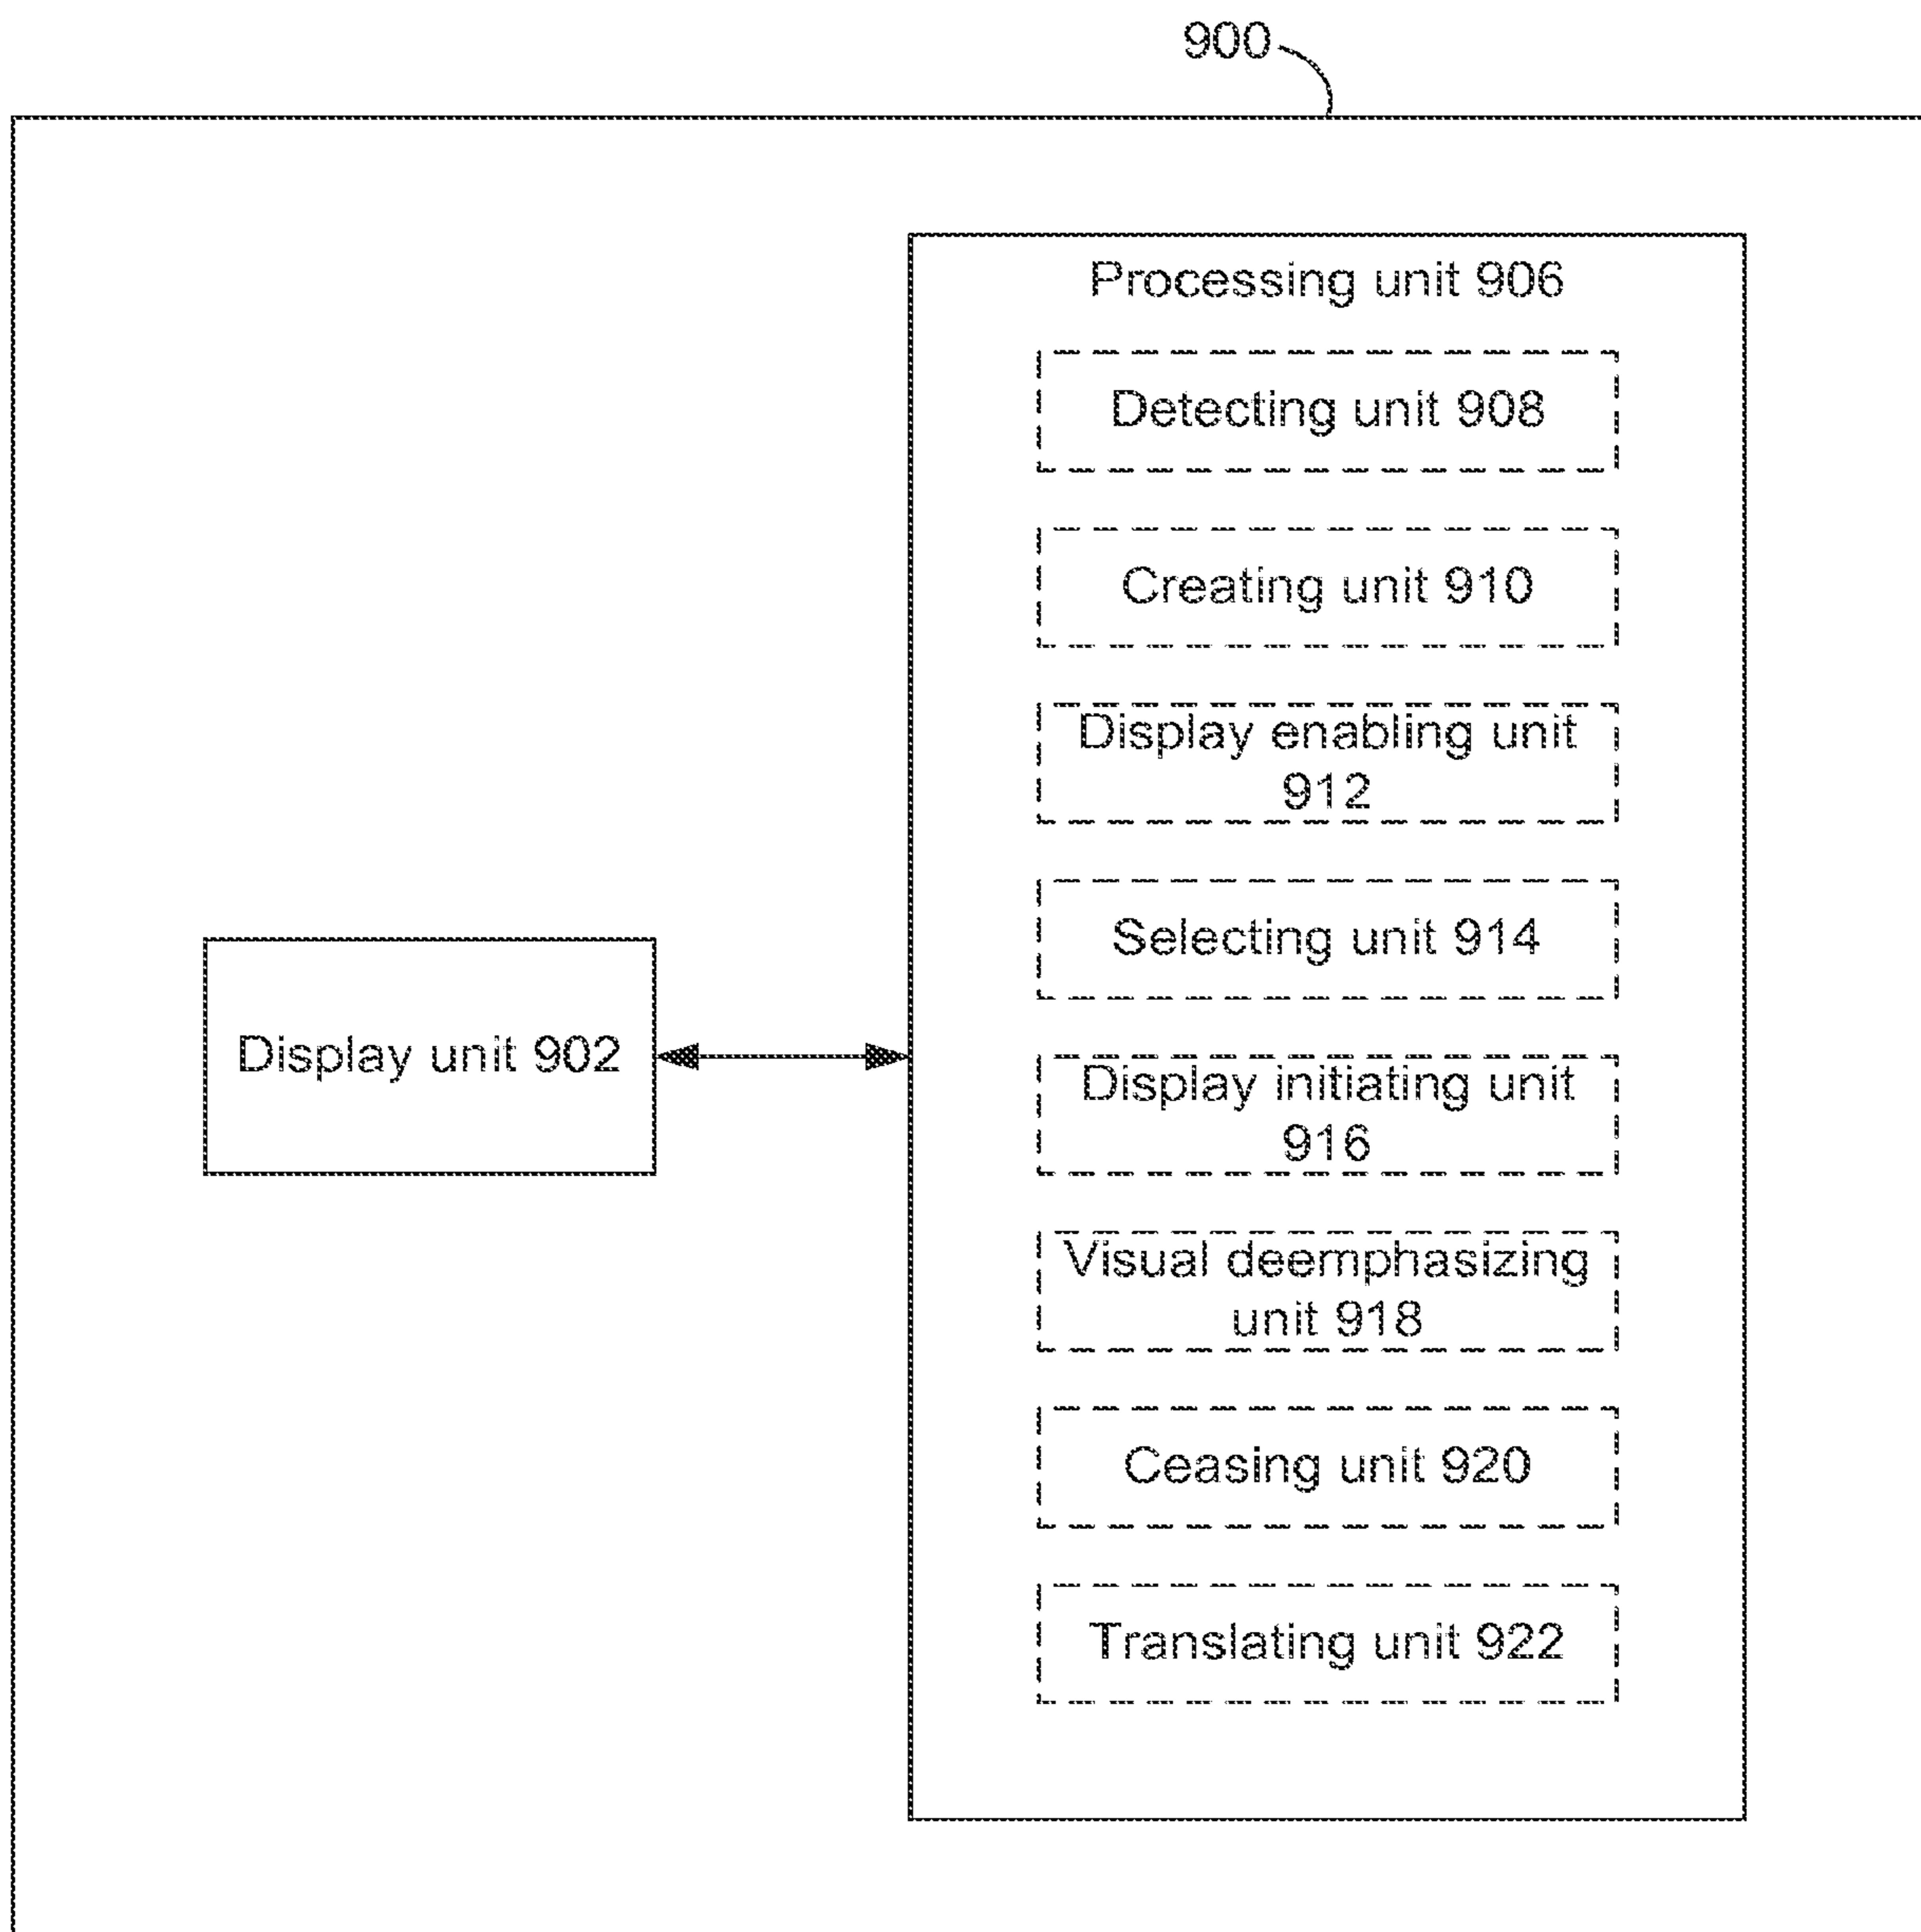 900
Processing unit 906
Detecting unit 908
Creating unit 910
Display enabling unit
912
Selecting unit 914
Display unit 902
Display initiating unit
916
Visual deemphasizing
unit 918
Ceasing unit 920
Translating unit 922